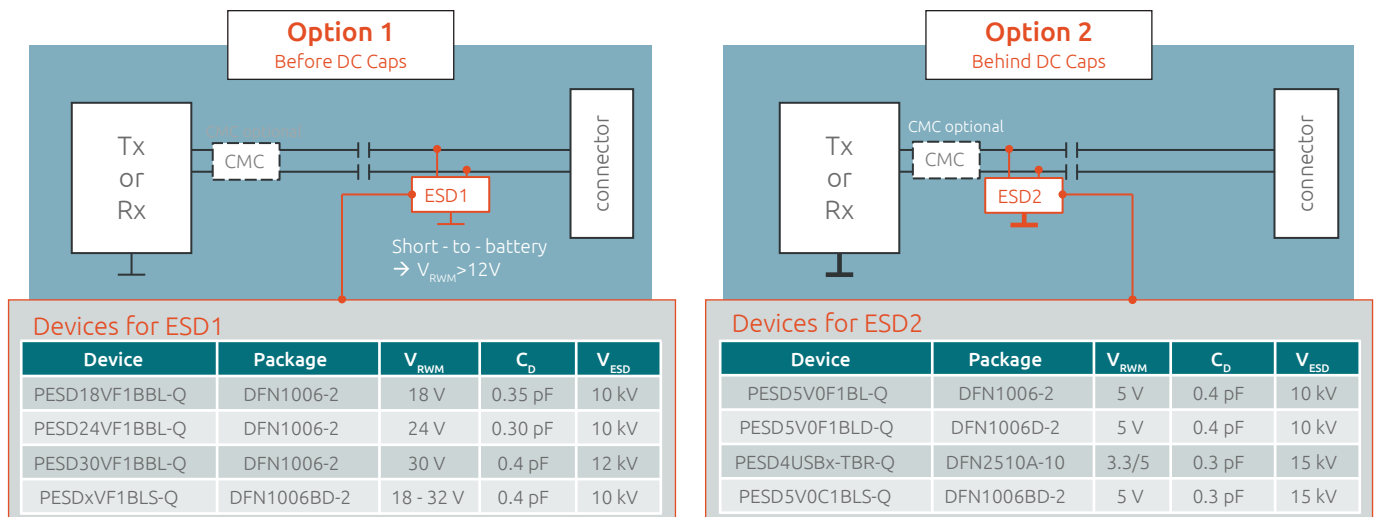 Option 1
Before DC Caps
Tx
or
Rx
CMC optional
CMC
ESD1
connector
Short - to - battery
→ VRWM>12V
Devices for ESD1
Device Package VRWM CD VESD
PESD18VF1BBL-Q DFN1006-2 18 V 0.35 pF 10 kV
PESD24VF1BBL-Q DFN1006-2 24 V 0.30 pF 10 kV
PESD30VF1BBL-Q DFN1006-2 30 V 0.4 pF 12 kV
PESDxVF1BLS-Q DFN1006BD-2 18 - 32 V 0.4 pF 10 kV
Option 2
Behind DC Caps
Tx
or
Rx
CMC optional
CMC
ESD2
connector
Devices for ESD2
Device Package VRWM CD VESD
PESD5V0F1BL-Q DFN1006-2 5 V 0.4 pF 10 kV
PESD5V0F1BLD-Q DFN1006D-2 5 V 0.4 pF 10 kV
PESD4USBx-TBR-Q DFN2510A-10 3.3/5 0.3 pF 15 kV
PESD5V0C1BLS-Q DFN1006BD-2 5 V 0.3 pF 15 kV